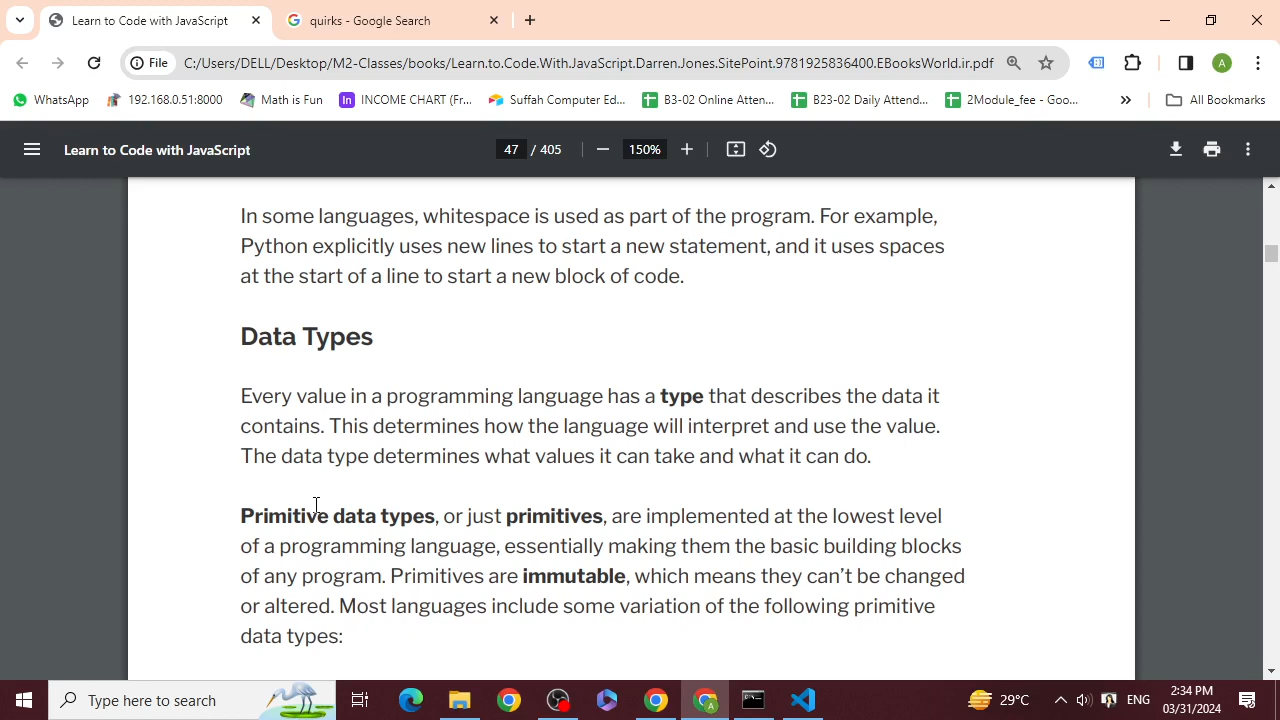 Learn to Code with JavaScript
quirks - Google Search
File
C:/Users/DELL/Desktop/M2-Classes/books/Learn.to.Code.With.JavaScript.Darren.Jones.SitePoint.9781925836400.EBooksWorld.ir.pdf
A
WhatsApp
192.168.0.51:8000
Math is Fun
In
INCOME CHART (Fr...
Suffah Computer Ed...
B3-02 Online Atten...
B23-02 Daily Attend...
2Module_fee - Goo...
All Bookmarks
Learn to Code with JavaScript
47 / 405
150%
In some languages, whitespace is used as part of the program. For example,
Python explicitly uses new lines to start a new statement, and it uses spaces
at the start of a line to start a new block of code.
Data Types
Every value in a programming language has a type that describes the data it
contains. This determines how the language will interpret and use the value.
The data type determines what values it can take and what it can do.
Primitive data types, or just primitives, are implemented at the lowest level
of a programming language, essentially making them the basic building blocks
of any program. Primitives are immutable, which means they can’t be changed
or altered. Most languages include some variation of the following primitive
data types:
Type here to search
A
29°C
ENG
2:34 PM
03/31/2024